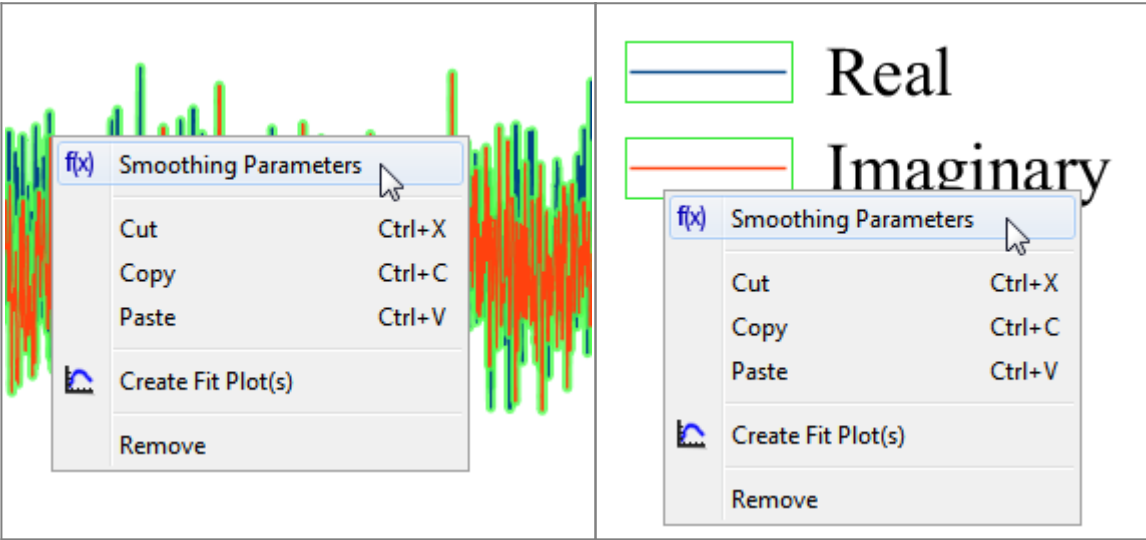 f(x) Smoothing Parameters
Cut Ctrl+X
Copy Ctrl+C
Paste Ctrl+V
Create Fit Plot(s)
Remove
Real
Imaginary
f(x) Smoothing Parameters
Cut Ctrl+X
Copy Ctrl+C
Paste Ctrl+V
Create Fit Plot(s)
Remove